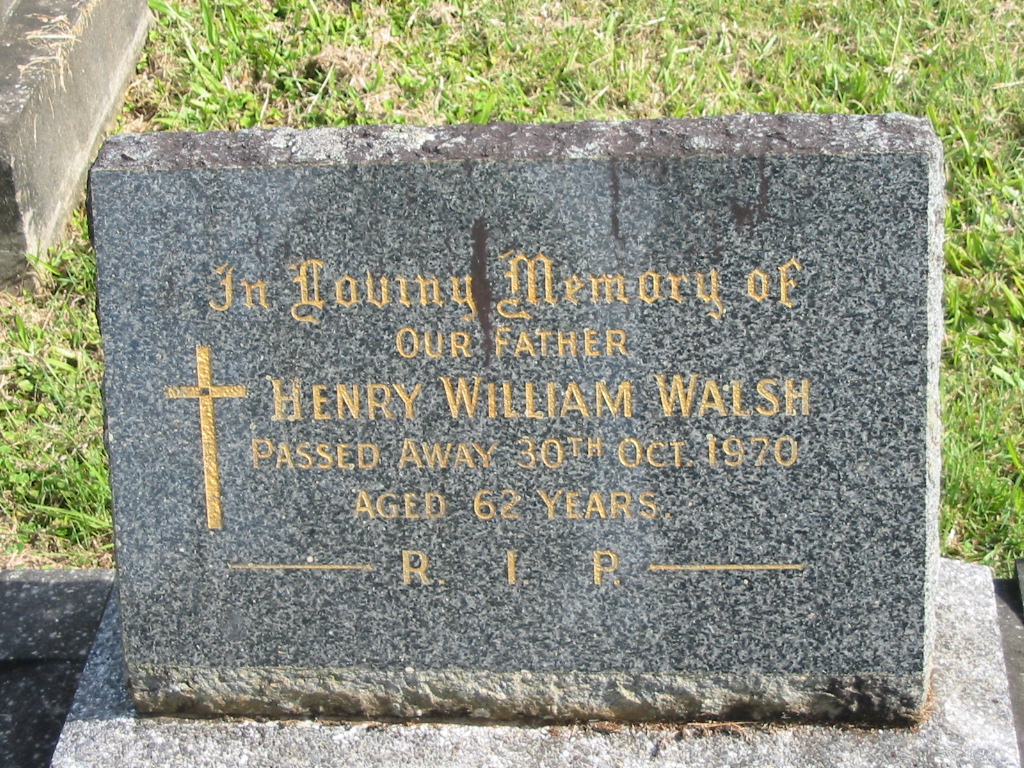 In Loving Memory of
OUR FATHER
HENRY WILLIAM WALSH
PASSED AWAY 30TH OCT. 1970
AGED 62 YEARS.
R. I. P.